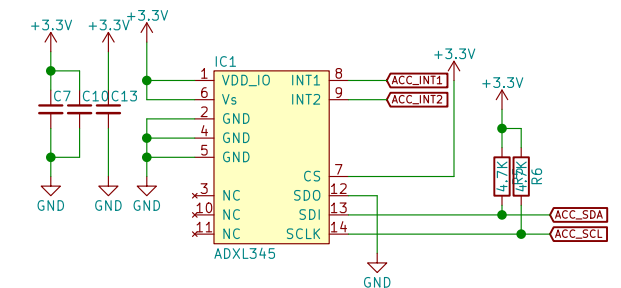 +3.3V +3.3V +3.3V
C7 C10 C13
GND GND GND
IC1
1 VDD_IO INT1 8 ACC_INT1
6 Vs INT2 9 ACC_INT2
2 GND
4 GND
5 GND
CS 7
3 NC SDO 12
10 NC SDI 13 ACC_SDA
11 NC SCLK 14 ACC_SCL
ADXL345
+3.3V
+3.3V
4.7K 4.7K R6
GND